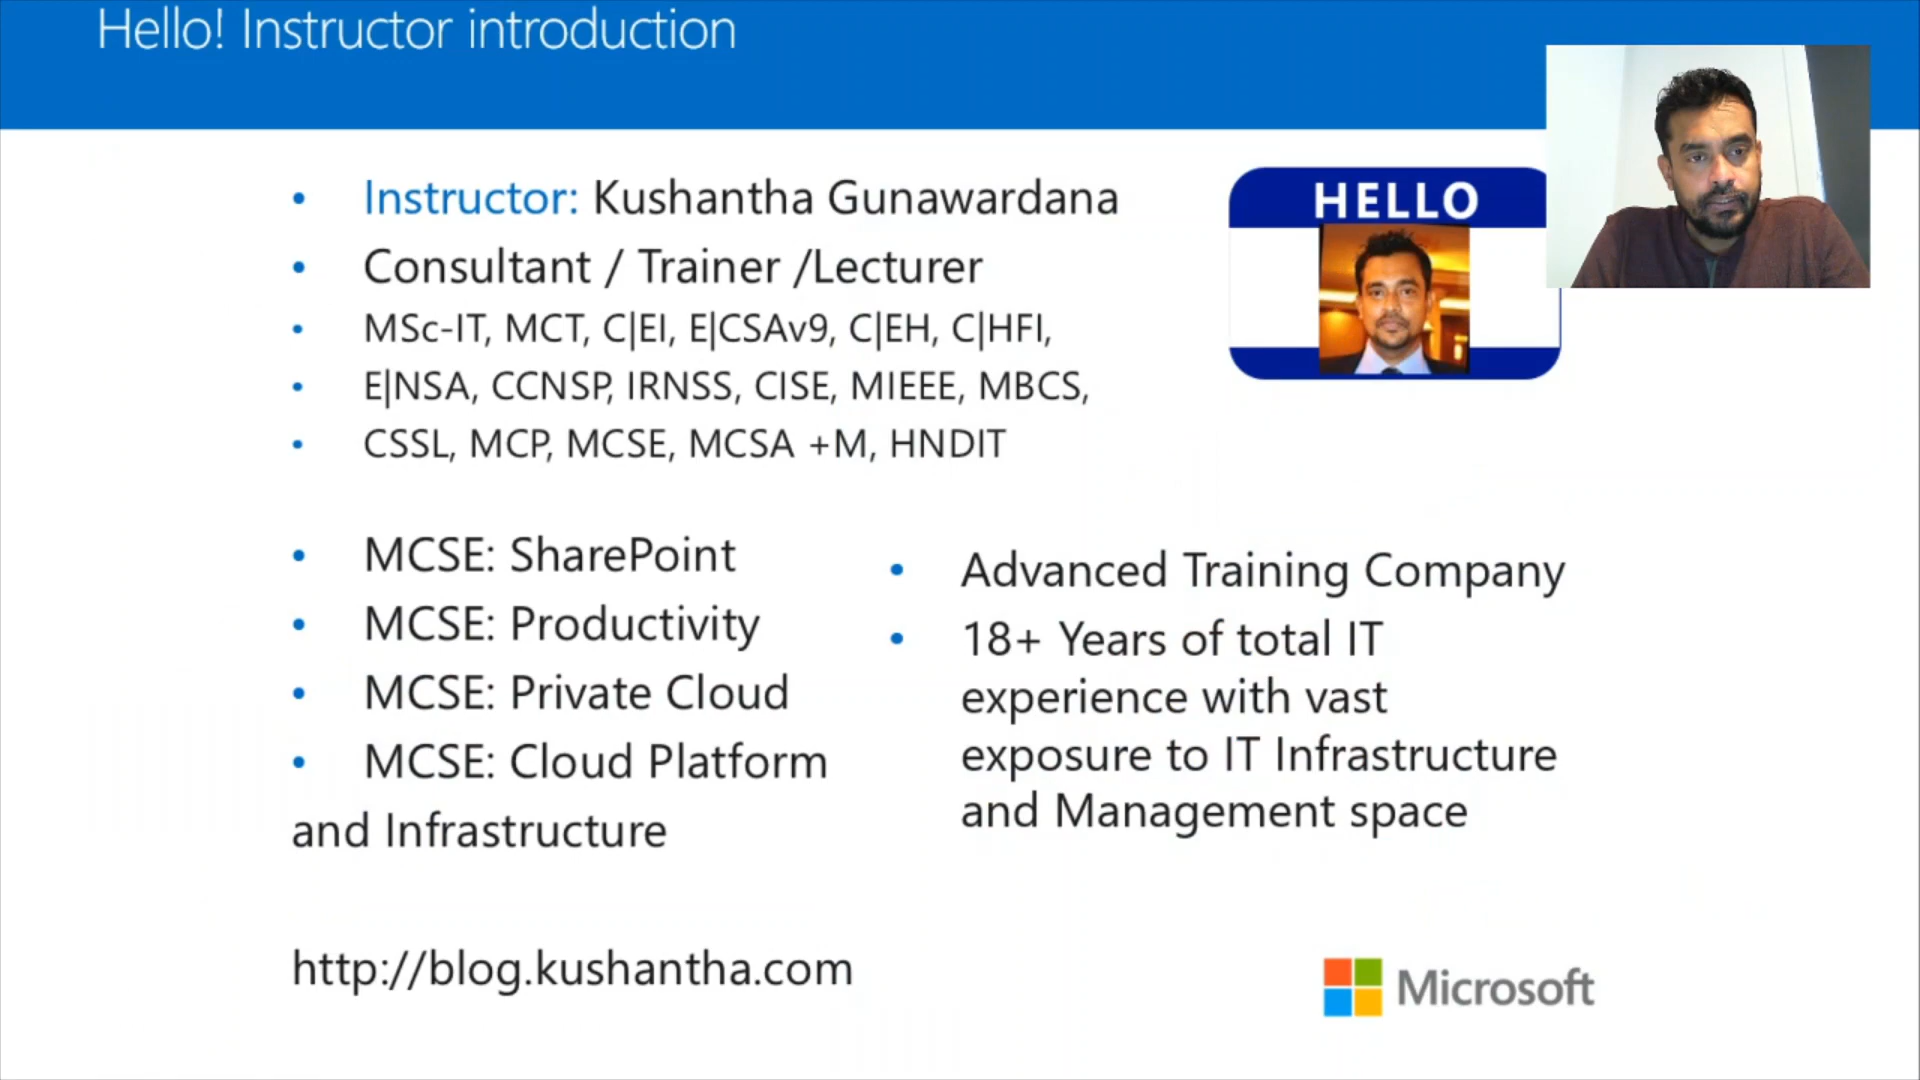 Hello! Instructor introduction
Instructor: Kushantha Gunawardana
HELLO
Consultant / Trainer /Lecturer
MSc-IT, MCT, C|EI, E|CSAv9, C|EH, C|HFI,
E|NSA, CCNSP, IRNSS, CISE, MIEEE, MBCS,
CSSL, MCP, MCSE, MCSA +M, HNDIT
MCSE: SharePoint
MCSE: Productivity
MCSE: Private Cloud
MCSE: Cloud Platform
and Infrastructure
Advanced Training Company
18+ Years of total IT
experience with vast
exposure to IT Infrastructure
and Management space
http://blog.kushantha.com
Microsoft